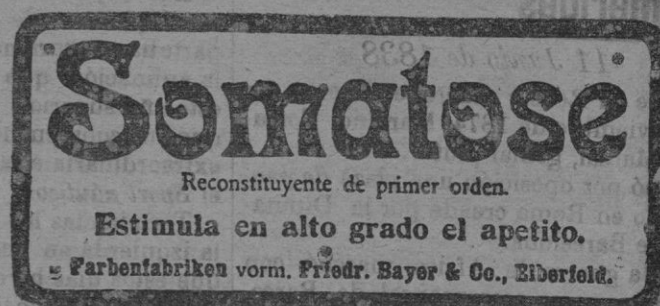 Somatose
Reconstituyente de primer orden.
Estimula en alto grado el apetito.
Farbenfabriken vorm. Friedr. Bayer & Co., Elberfeld.